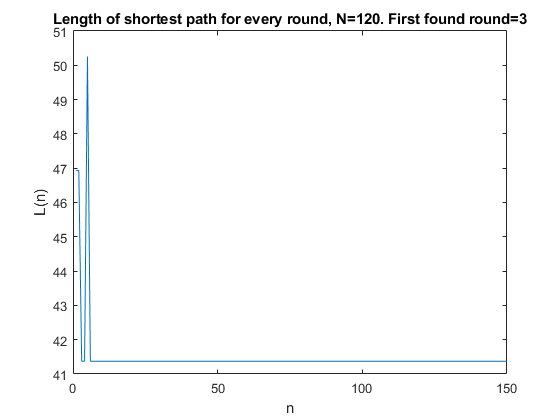 Length of shortest path for every round, N=120. First found round=3
51
50
49
48
47
46
45
44
43
42
41
L(n)
0 50 100 150
n